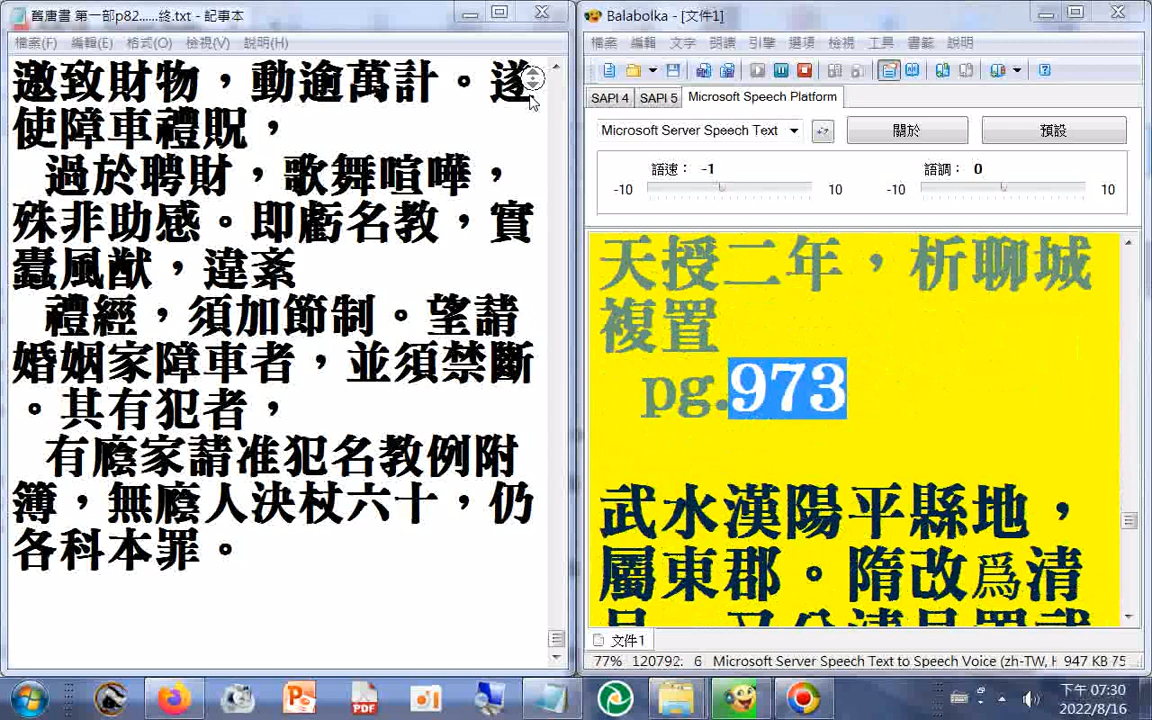 舊唐書 第一部p82......終.txt - 記事本
檔案(F) 編輯(E) 格式(O) 檢視(V) 說明(H)
邀致財物，動逾萬計。遂
使障車禮貺，
過於聘財，歌舞喧嘩，
殊非助感。即虧名教，實
蠹風猷，違紊
禮經，須加節制。望請
婚姻家障車者，並須禁斷
。其有犯者，
有廕家請准犯名教例附
簿，無廕人決杖六十，仍
各科本罪。
Balabolka - [文件1]
檔案 編輯 文字 朗讀 引擎 選項 檢視 工具 書籤 說明
SAPI 4 SAPI 5 Microsoft Speech Platform
Microsoft Server Speech Text 關於 預設
語速： -1 語調： 0
-10 10 -10 10
天授二年，析聊城
複置
pg.973
武水漢陽平縣地，
屬東郡。隋改爲清
文件1
77% 120792: 6 Microsoft Server Speech Text to Speech Voice (zh-TW, 947 KB 75
下午 07:30
2022/8/16